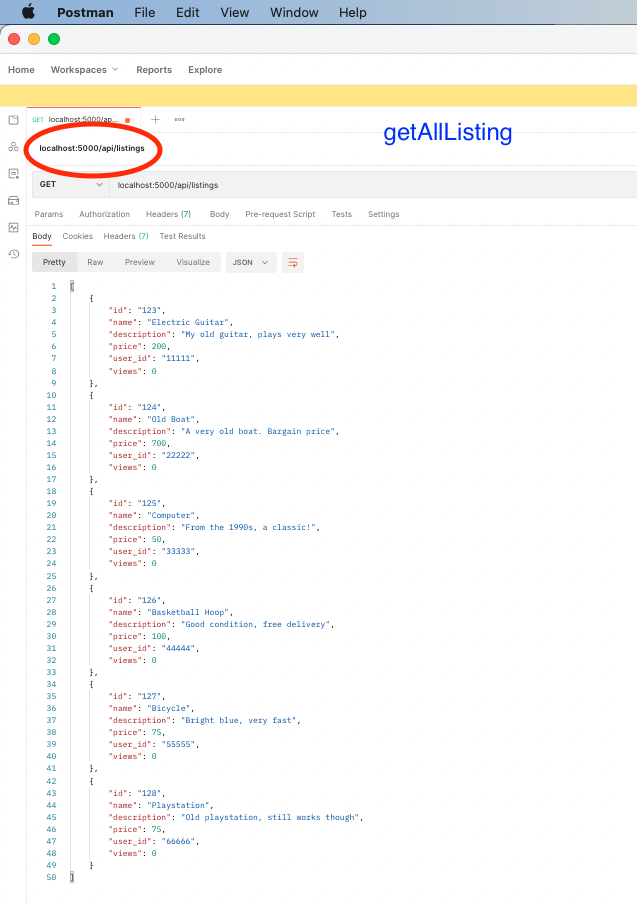 Postman File Edit View Window Help
Home Workspaces Reports Explore
GET localhost:5000/ap...
getAllListing
localhost:5000/api/listings
GET localhost:5000/api/listings
Params Authorization Headers (7) Body Pre-request Script Tests Settings
Body Cookies Headers (7) Test Results
Pretty Raw Preview Visualize JSON
1 [
2 {
3 "id": "123",
4 "name": "Electric Guitar",
5 "description": "My old guitar, plays very well",
6 "price": 200,
7 "user_id": "11111",
8 "views": 0
9 },
10 {
11 "id": "124",
12 "name": "Old Boat",
13 "description": "A very old boat. Bargain price",
14 "price": 700,
15 "user_id": "22222",
16 "views": 0
17 },
18 {
19 "id": "125",
20 "name": "Computer",
21 "description": "From the 1990s, a classic!",
22 "price": 50,
23 "user_id": "33333",
24 "views": 0
25 },
26 {
27 "id": "126",
28 "name": "Basketball Hoop",
29 "description": "Good condition, free delivery",
30 "price": 100,
31 "user_id": "44444",
32 "views": 0
33 },
34 {
35 "id": "127",
36 "name": "Bicycle",
37 "description": "Bright blue, very fast",
38 "price": 75,
39 "user_id": "55555",
40 "views": 0
41 },
42 {
43 "id": "128",
44 "name": "Playstation",
45 "description": "Old playstation, still works though",
46 "price": 75,
47 "user_id": "66666",
48 "views": 0
49 }
50 ]